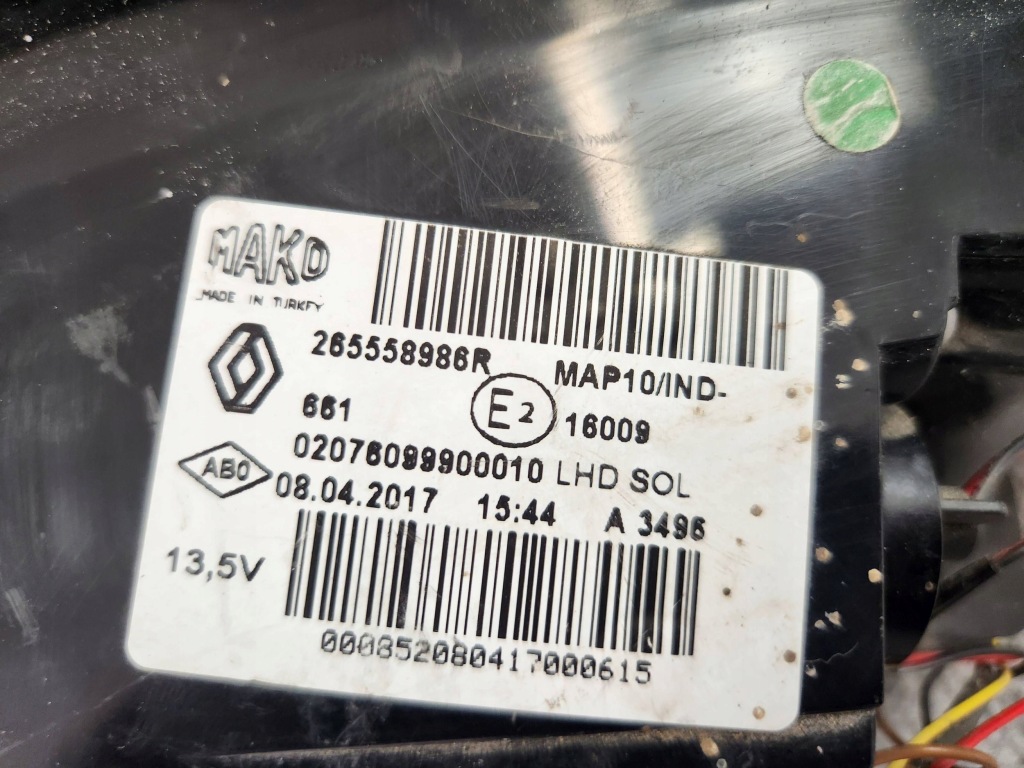 MAKO
MADE IN TURKEY
265558986R MAP10/IND-
661 E2 16009
02076099900010 LHD SOL
ABO
08.04.2017 15:44 A 3496
13,5V
000852080417000615